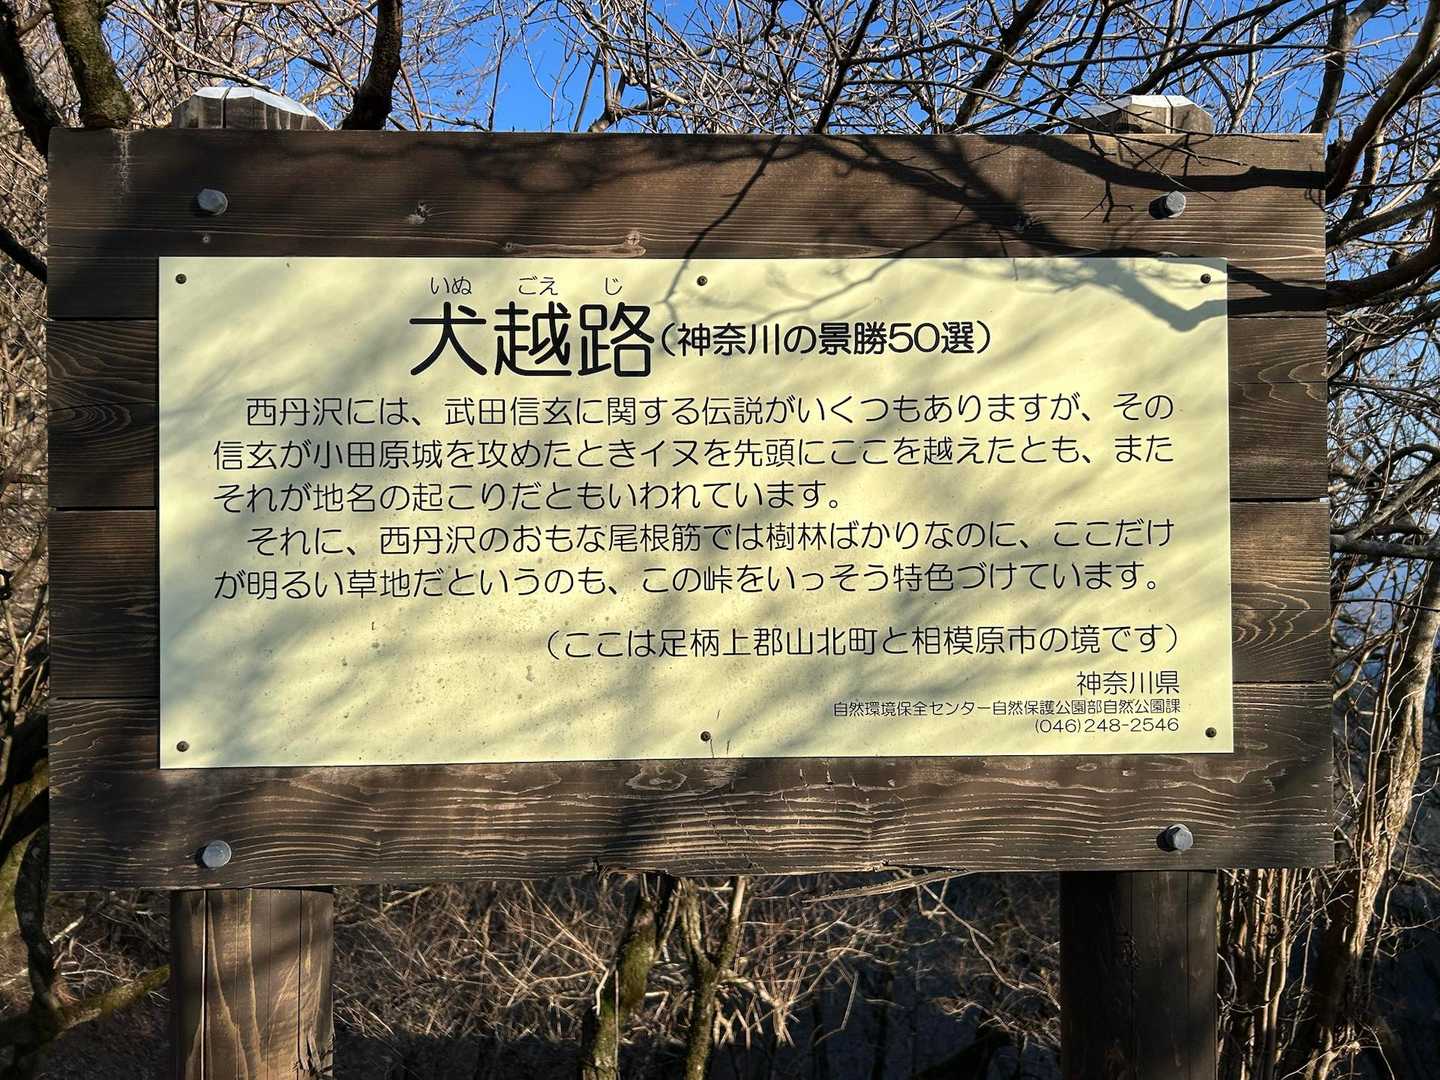 いぬ ごえ じ
犬越路(神奈川の景勝50選)
西丹沢には、武田信玄に関する伝説がいくつもありますが、その
信玄が小田原城を攻めたときイヌを先頭にここを越えたとも、また
それが地名の起こりだともいわれています。
それに、西丹沢のおもな尾根筋では樹林ばかりなのに、ここだけ
が明るい草地だというのも、この峠をいっそう特色づけています。
(ここは足柄上郡山北町と相模原市の境です)
神奈川県
自然環境保全センター自然保護公園部自然公園課
(046)248-2546